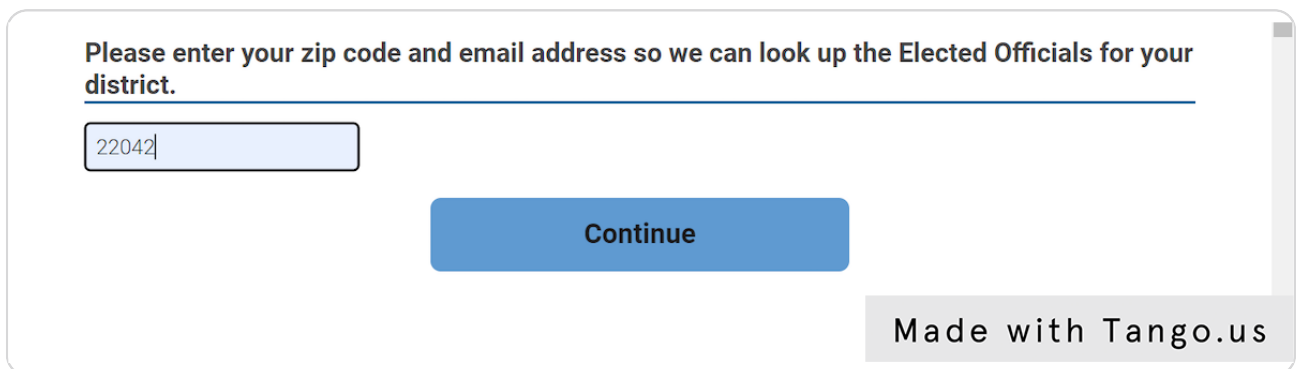 Please enter your zip code and email address so we can look up the Elected Officials for your
district.
22042
Continue
Made with Tango.us